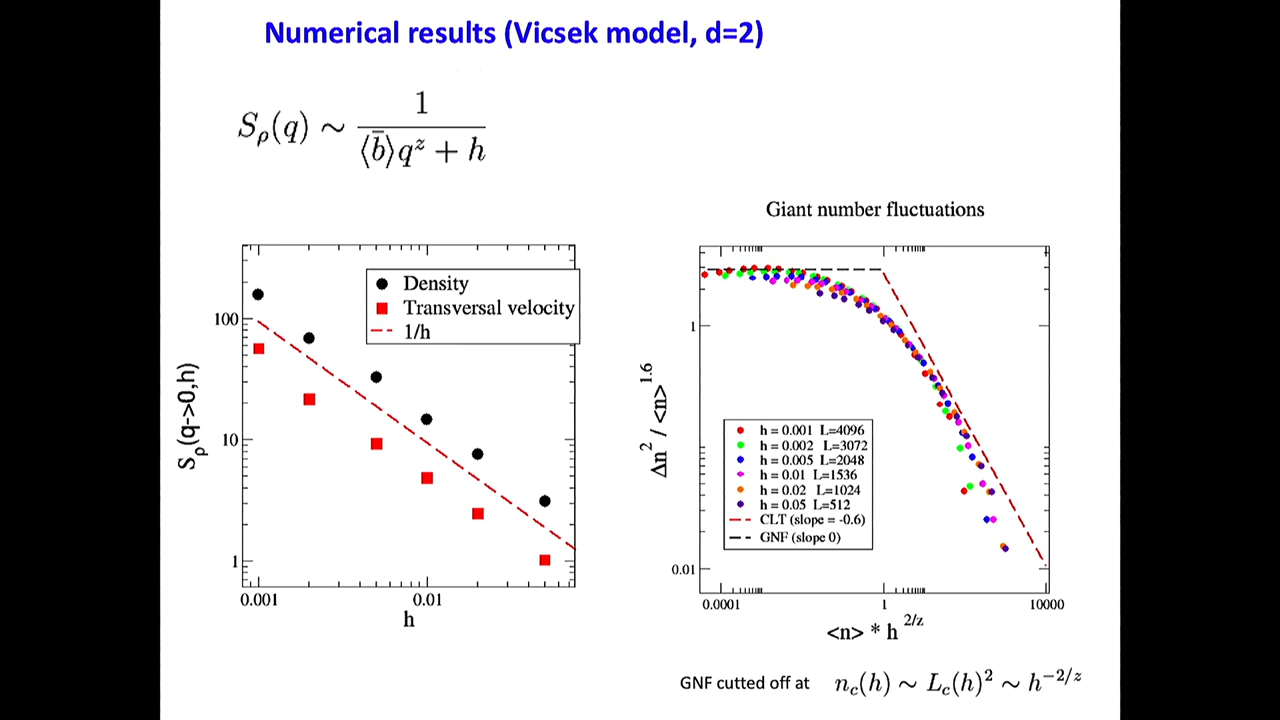 Numerical results (Vicsek model, d=2)
S_ρ(q) ∼ 1 / (⟨b̄⟩q^z + h)
Giant number fluctuations
Density
Transversal velocity
1/h
100
10
1
0.001
0.01
S_ρ(q->0,h)
h
1
0.01
0.0001
1
10000
Δn^2 / <n>^1.6
<n> * h^2/z
h = 0.001 L=4096
h = 0.002 L=3072
h = 0.005 L=2048
h = 0.01 L=1536
h = 0.02 L=1024
h = 0.05 L=512
CLT (slope = -0.6)
GNF (slope 0)
GNF cutted off at n_c(h) ∼ L_c(h)^2 ∼ h^{-2/z}